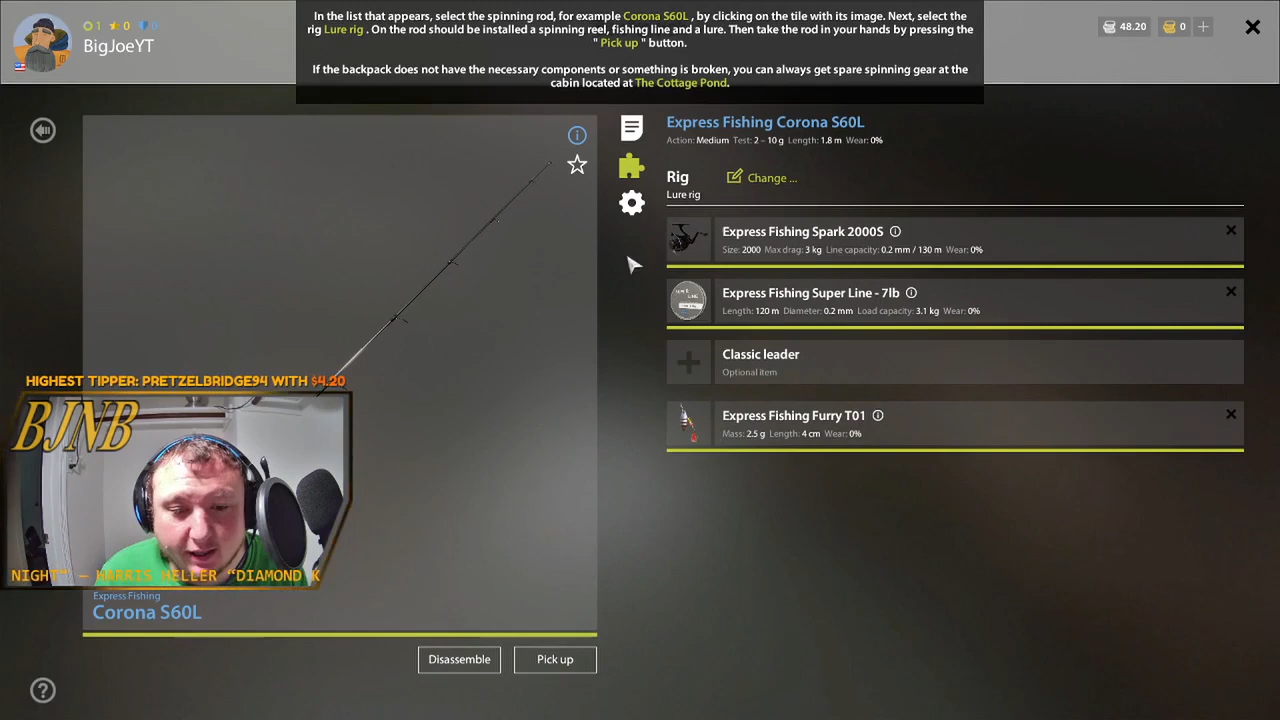 In the list that appears, select the spinning rod, for example Corona S60L , by clicking on the tile with its image. Next, select the
rig Lure rig . On the rod should be installed a spinning reel, fishing line and a lure. Then take the rod in your hands by pressing the
" Pick up " button.
If the backpack does not have the necessary components or something is broken, you can always get spare spinning gear at the
cabin located at The Cottage Pond.
1 0 0
BigJoeYT
48.20 0
Express Fishing Corona S60L
Action: Medium Test: 2 – 10 g Length: 1.8 m Wear: 0%
Rig Change ...
Lure rig
Express Fishing Spark 2000S
Size: 2000 Max drag: 3 kg Line capacity: 0.2 mm / 130 m Wear: 0%
Express Fishing Super Line - 7lb
Length: 120 m Diameter: 0.2 mm Load capacity: 3.1 kg Wear: 0%
Classic leader
Optional item
Express Fishing Furry T01
Mass: 2.5 g Length: 4 cm Wear: 0%
HIGHEST TIPPER: PRETZELBRIDGE94 WITH $4.20
BJNB
NIGHT" – HARRIS HELLER "DIAMOND K
Express Fishing
Corona S60L
Disassemble Pick up